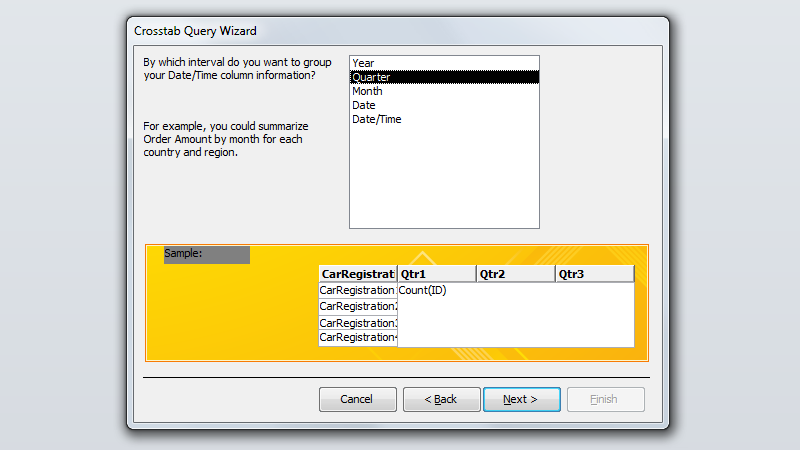 Crosstab Query Wizard
By which interval do you want to group
your Date/Time column information?
For example, you could summarize
Order Amount by month for each
country and region.
Year
Quarter
Month
Date
Date/Time
Sample:
CarRegistrat Qtr1 Qtr2 Qtr3
CarRegistration1 Count(ID)
CarRegistration2
CarRegistration3
CarRegistration4
Cancel < Back Next > Finish